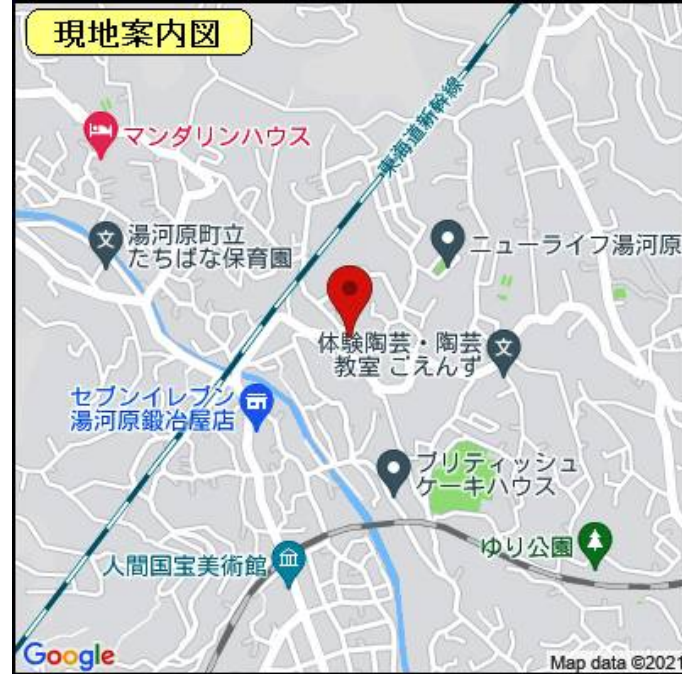 現地案内図
東海道新幹線
マンダリンハウス
湯河原町立
たちばな保育園
ニューライフ湯河原
体験陶芸・陶芸
教室 ごえんず
セブンイレブン
湯河原鍛冶屋店
ブリティッシュ
ケーキハウス
ゆり公園
人間国宝美術館
Google
Map data ©2021